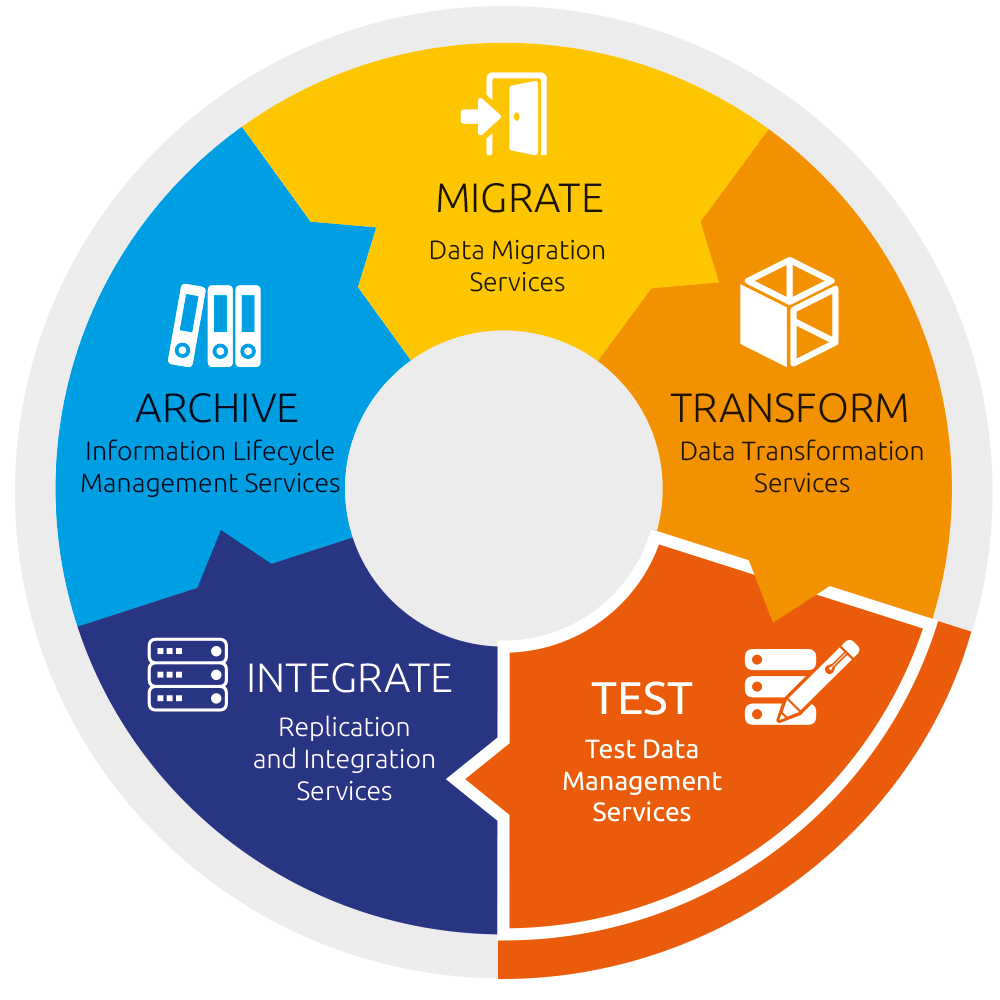 MIGRATE
Data Migration
Services
TRANSFORM
Data Transformation
Services
TEST
Test Data
Management
Services
INTEGRATE
Replication
and Integration
Services
ARCHIVE
Information Lifecycle
Management Services